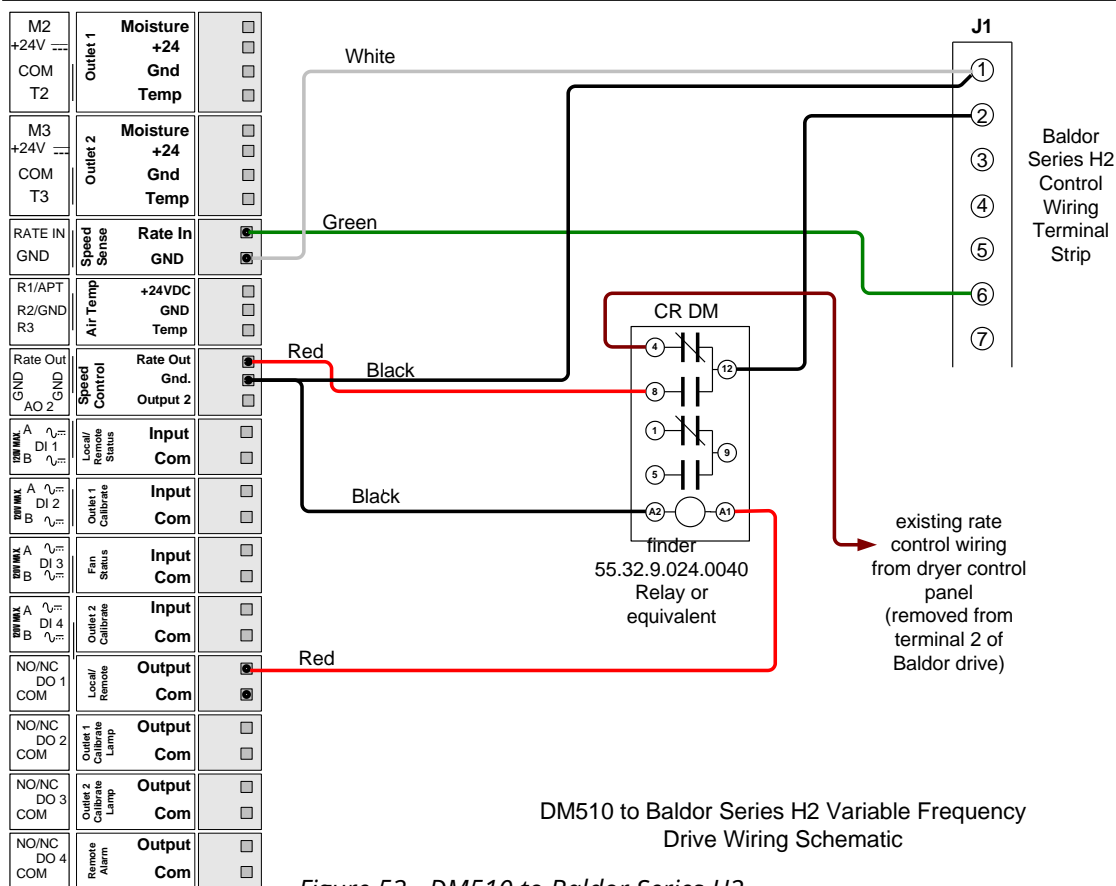 M2
+24V
COM
T2
Outlet 1
Moisture
+24
Gnd
Temp
M3
+24V
COM
T3
Outlet 2
Moisture
+24
Gnd
Temp
RATE IN
GND
Speed
Sense
Rate In
GND
R1/APT
R2/GND
R3
Air Temp
+24VDC
GND
Temp
Rate Out
GND
GND
AO 2
Speed
Control
Rate Out
Gnd.
Output 2
120V MAX.
A
DI 1
B
Local/
Remote
Status
Input
Com
120V MAX.
A
DI 2
B
Outlet 1
Calibrate
Input
Com
120V MAX.
A
DI 3
B
Fan
Status
Input
Com
120V MAX.
A
DI 4
B
Outlet 2
Calibrate
Input
Com
NO/NC
DO 1
COM
Local/
Remote
Output
Com
NO/NC
DO 2
COM
Outlet 1
Calibrate
Lamp
Output
Com
NO/NC
DO 3
COM
Outlet 2
Calibrate
Lamp
Output
Com
NO/NC
DO 4
COM
Remote
Alarm
Output
Com
White
Green
Red
Black
Black
Red
CR DM
4
12
8
1
9
5
A2
A1
finder
55.32.9.024.0040
Relay or
equivalent
J1
1
2
3
4
5
6
7
Baldor
Series H2
Control
Wiring
Terminal
Strip
existing rate
control wiring
from dryer control
panel
(removed from
terminal 2 of
Baldor drive)
DM510 to Baldor Series H2 Variable Frequency
Drive Wiring Schematic